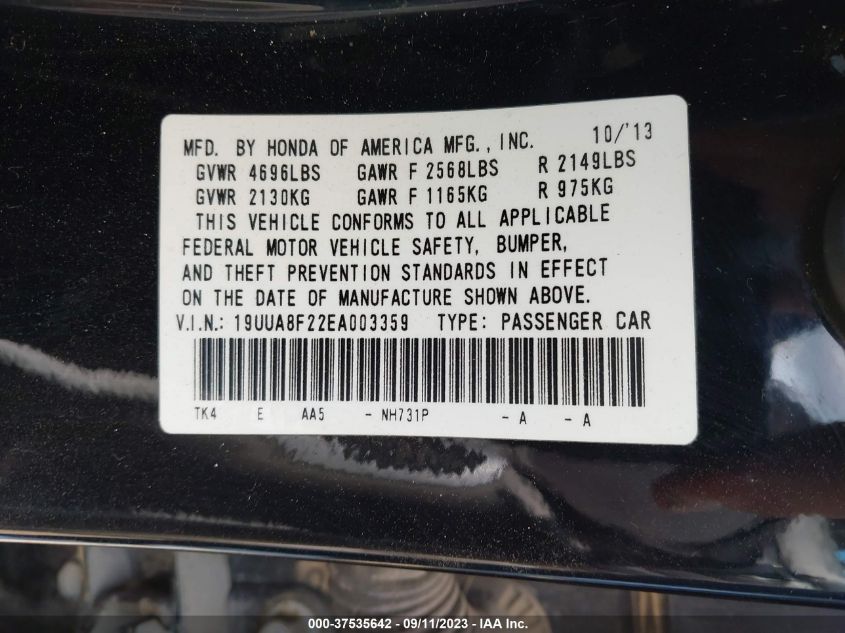 MFD. BY HONDA OF AMERICA MFG., INC. 10/'13
GVWR 4696LBS GAWR F 2568LBS R 2149LBS
GVWR 2130KG GAWR F 1165KG R 975KG
THIS VEHICLE CONFORMS TO ALL APPLICABLE
FEDERAL MOTOR VEHICLE SAFETY, BUMPER,
AND THEFT PREVENTION STANDARDS IN EFFECT
ON THE DATE OF MANUFACTURE SHOWN ABOVE.
V.I.N.: 19UUA8F22EA003359 TYPE: PASSENGER CAR
TK4 E AA5 - NH731P - A - A
000-37535642 - 09/11/2023 - IAA Inc.